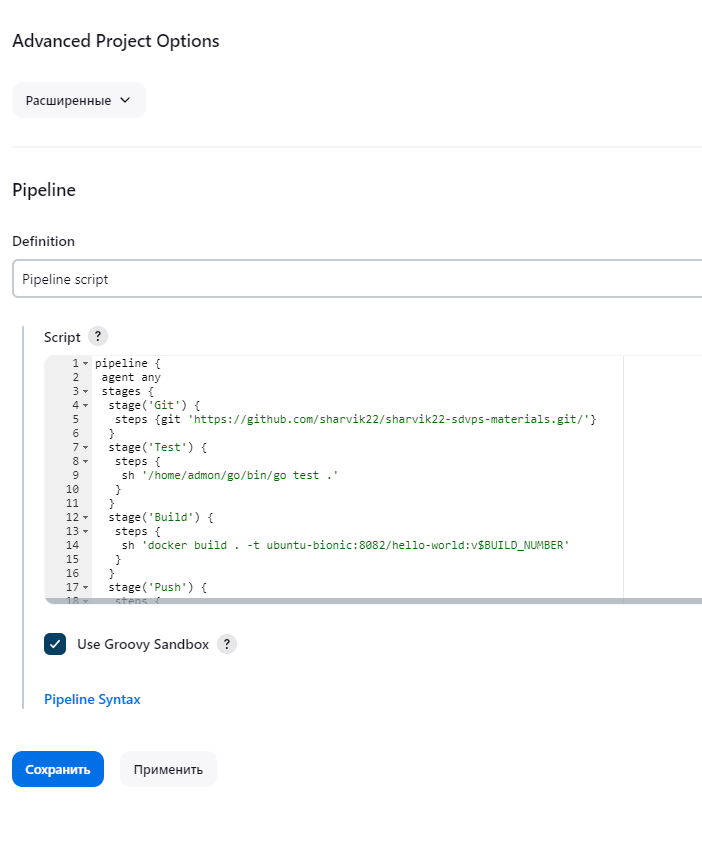 Advanced Project Options
Расширенные
Pipeline
Definition
Pipeline script
Script ?
1 pipeline {
2 agent any
3 stages {
4 stage('Git') {
5 steps {git 'https://github.com/sharvik22/sharvik22-sdvps-materials.git/'}
6 }
7 stage('Test') {
8 steps {
9 sh '/home/admon/go/bin/go test .'
10 }
11 }
12 stage('Build') {
13 steps {
14 sh 'docker build . -t ubuntu-bionic:8082/hello-world:v$BUILD_NUMBER'
15 }
16 }
17 stage('Push') {
18 steps {
Use Groovy Sandbox ?
Pipeline Syntax
Сохранить
Применить